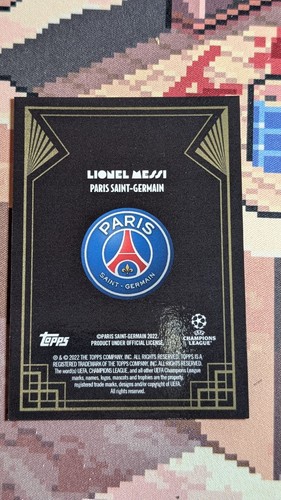 LIONEL MESSI
PARIS SAINT-GERMAIN
PARIS
SAINT-GERMAIN
Topps
©PARIS SAINT-GERMAIN 2022.
PRODUCT UNDER OFFICIAL LICENSE.
UEFA
CHAMPIONS
LEAGUE
® & © 2022 THE TOPPS COMPANY, INC. ALL RIGHTS RESERVED. TOPPS IS A
REGISTERED TRADEMARK OF THE TOPPS COMPANY, INC. ALL RIGHTS RESERVED.
The word(s) UEFA, CHAMPIONS LEAGUE, and all other UEFA Champions League
marks, names, logos, mascots and trophies are the property,
registered trade marks, designs and/or copyright of UEFA.
All rights reserved.